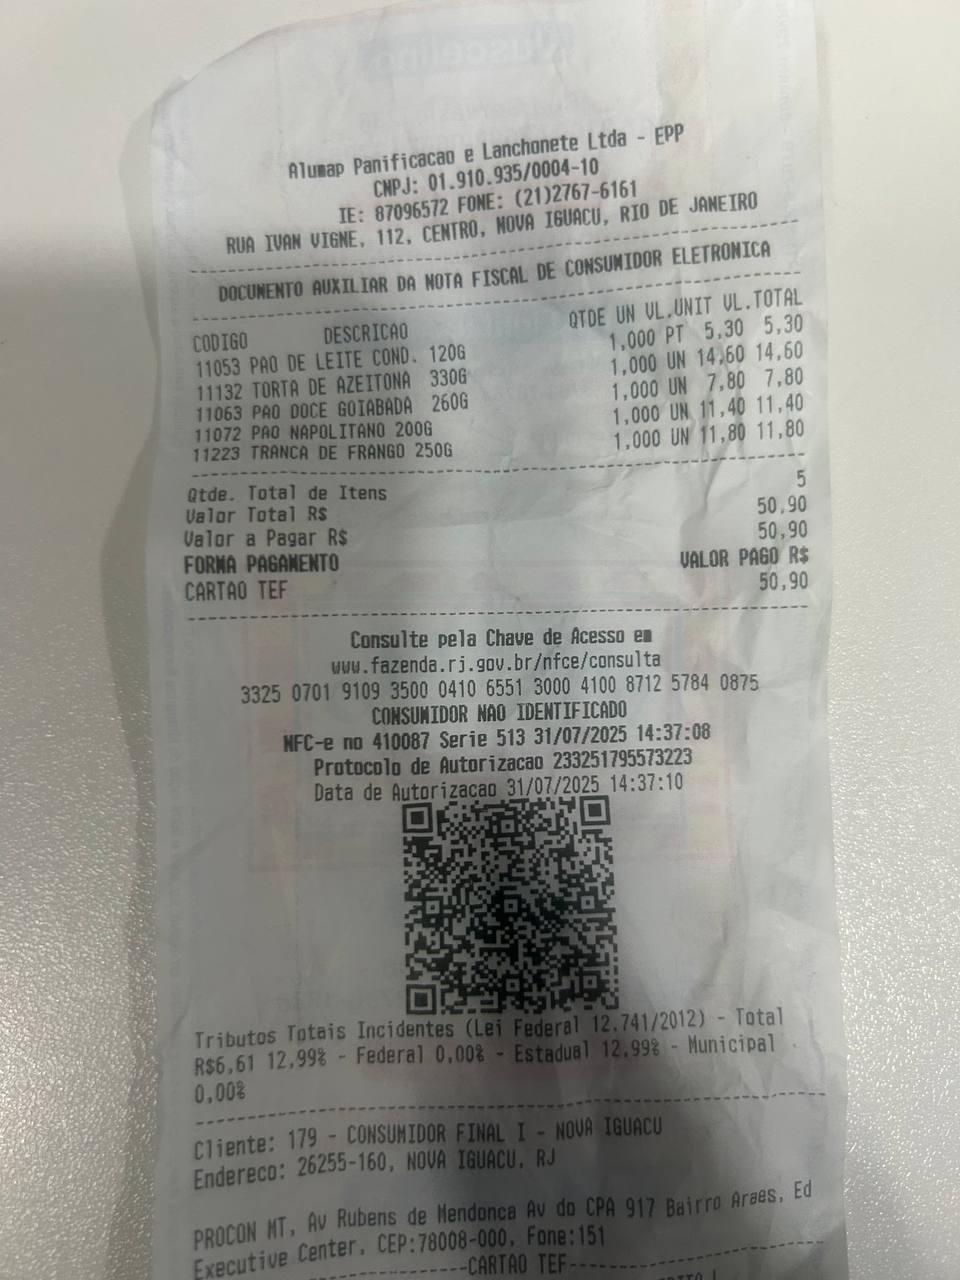 Alumap Panificacao e Lanchonete Ltda - EPP
CNPJ: 01.910.935/0004-10
IE: 87096572 FONE: (21)2767-6161
RUA IVAN VIGNE, 112, CENTRO, NOVA IGUACU, RIO DE JANEIRO
DOCUMENTO AUXILIAR DA NOTA FISCAL DE CONSUMIDOR ELETRONICA
CODIGO DESCRICAO QTDE UN VL.UNIT VL.TOTAL
11053 PAO DE LEITE COND. 120G 1,000 PT 5,30 5,30
11132 TORTA DE AZEITONA 330G 1,000 UN 14,60 14,60
11063 PAO DOCE GOIABADA 260G 1,000 UN 7,80 7,80
11072 PAO NAPOLITANO 200G 1,000 UN 11,40 11,40
11223 TRANCA DE FRANGO 250G 1,000 UN 11,80 11,80
Qtde. Total de Itens 5
Valor Total R$ 50,90
Valor a Pagar R$ 50,90
FORMA PAGAMENTO VALOR PAGO R$
CARTAO TEF 50,90
Consulte pela Chave de Acesso em
www.fazenda.rj.gov.br/nfce/consulta
3325 0701 9109 3500 0410 6551 3000 4100 8712 5784 0875
CONSUMIDOR NAO IDENTIFICADO
NFC-e no 410087 Serie 513 31/07/2025 14:37:08
Protocolo de Autorizacao 233251795573223
Data de Autorizacao 31/07/2025 14:37:10
Tributos Totais Incidentes (Lei Federal 12.741/2012) - Total
R$6,61 12,99% - Federal 0,00% - Estadual 12,99% - Municipal
0,00%
Cliente: 179 - CONSUMIDOR FINAL I - NOVA IGUACU
Endereco: 26255-160, NOVA IGUACU, RJ
PROCON MT, Av Rubens de Mendonca Av do CPA 917 Bairro Araes, Ed
Executive Center, CEP:78008-000, Fone:151
CARTAO TEF